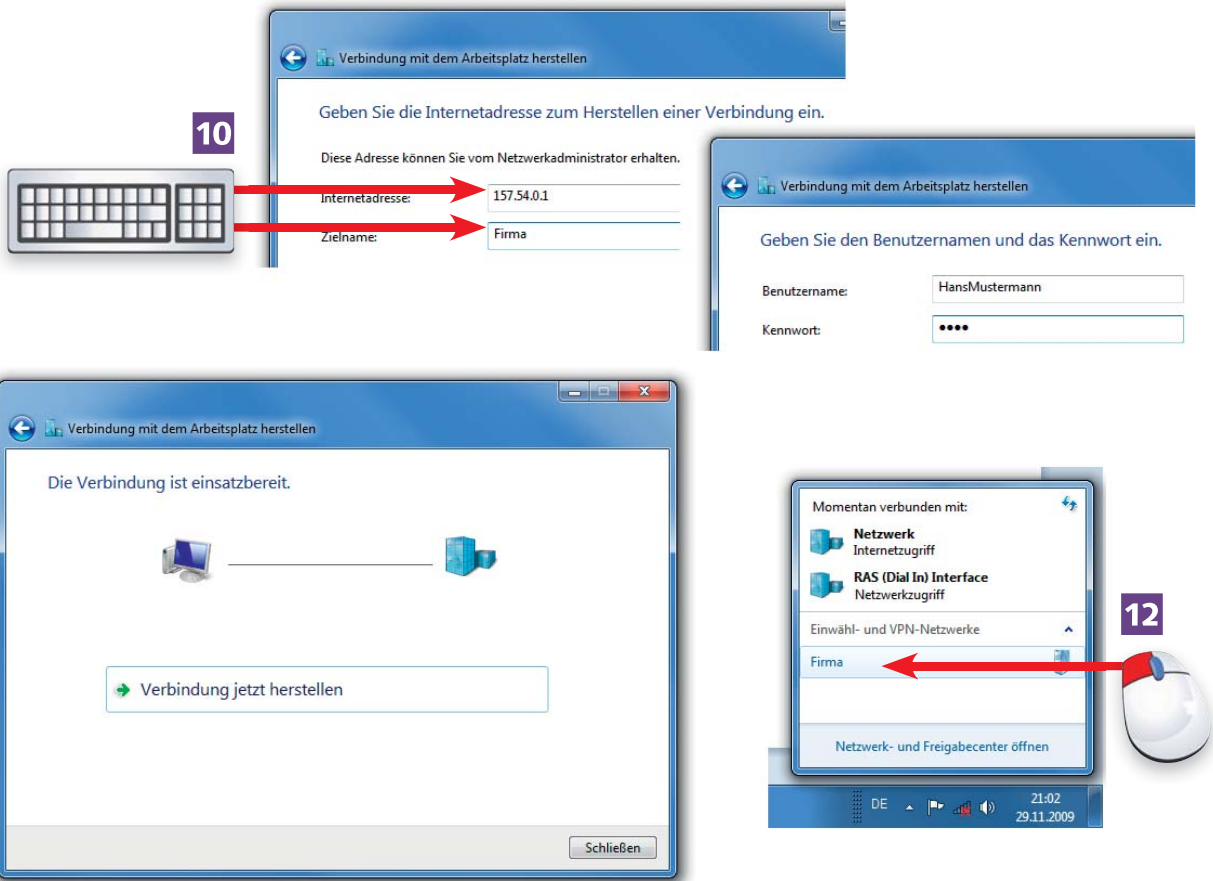 Verbindung mit dem Arbeitsplatz herstellen
Geben Sie die Internetadresse zum Herstellen einer Verbindung ein.
10
Diese Adresse können Sie vom Netzwerkadministrator erhalten.
Internetadresse: 157.54.0.1
Zielname: Firma
Verbindung mit dem Arbeitsplatz herstellen
Geben Sie den Benutzernamen und das Kennwort ein.
Benutzername: HansMustermann
Kennwort: ••••
Verbindung mit dem Arbeitsplatz herstellen
Die Verbindung ist einsatzbereit.
Verbindung jetzt herstellen
Schließen
Momentan verbunden mit:
Netzwerk
Internetzugriff
RAS (Dial In) Interface
Netzwerkzugriff
Einwähl- und VPN-Netzwerke
12
Firma
Netzwerk- und Freigabecenter öffnen
DE 21:02
29.11.2009